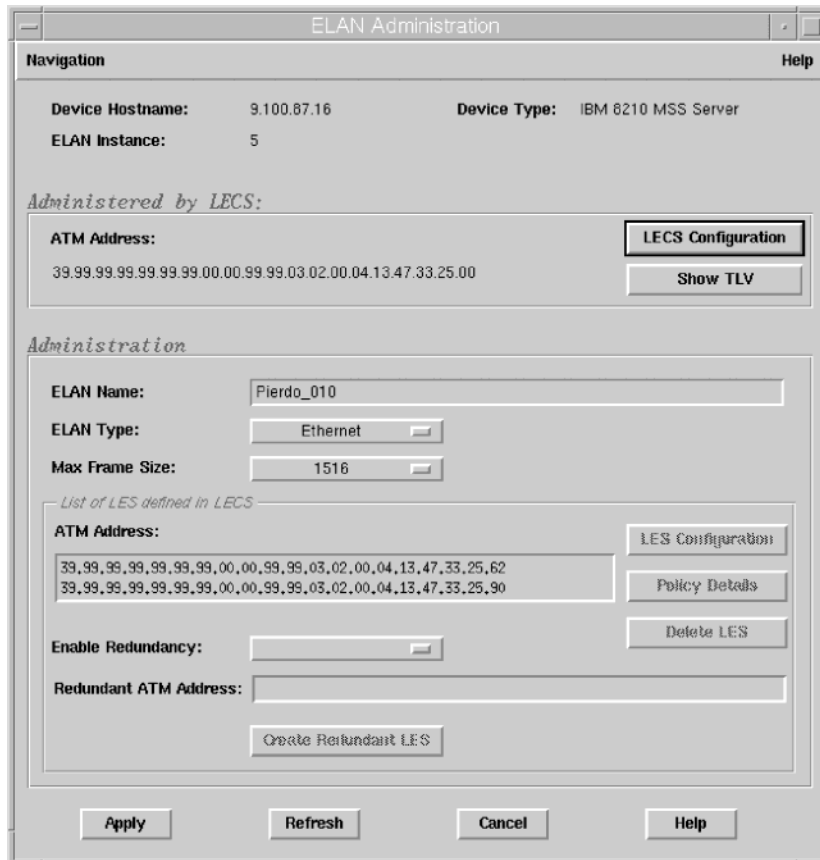 ELAN Administration
Navigation Help
Device Hostname: 9.100.87.16 Device Type: IBM 8210 MSS Server
ELAN Instance: 5
Administered by LECS:
ATM Address:
LECS Configuration
39.99.99.99.99.99.99.00.00.99.99.03.02.00.04.13.47.33.25.00
Show TLV
Administration
ELAN Name: Pierdo_010
ELAN Type: Ethernet
Max Frame Size: 1516
List of LES defined in LECS
ATM Address:
LES Configuration
39.99.99.99.99.99.99.00.00.99.99.03.02.00.04.13.47.33.25.62
39.99.99.99.99.99.99.00.00.99.99.03.02.00.04.13.47.33.25.90
Policy Details
Delete LES
Enable Redundancy:
Redundant ATM Address:
Create Redundant LES
Apply Refresh Cancel Help